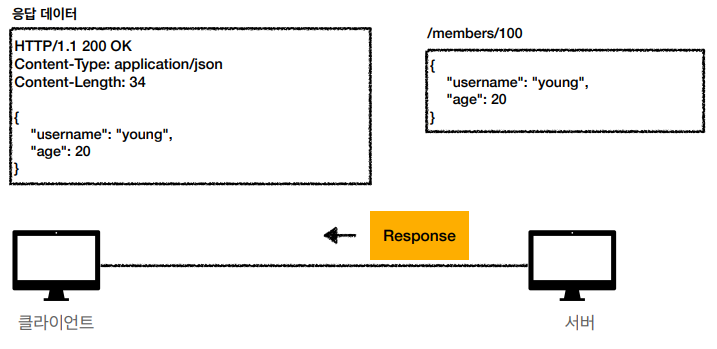 응답 데이터
HTTP/1.1 200 OK
Content-Type: application/json
Content-Length: 34
{
"username": "young",
"age": 20
}
/members/100
{
"username": "young",
"age": 20
}
Response
클라이언트
서버